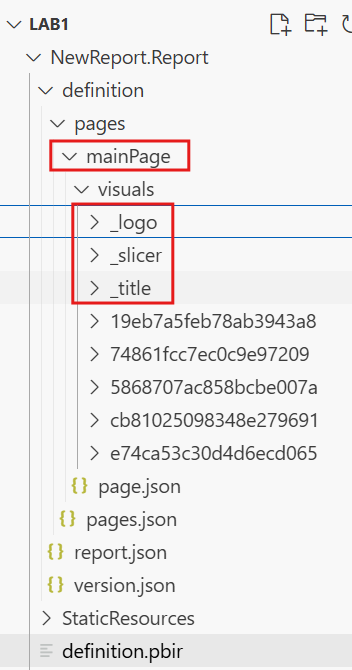 LAB1
NewReport.Report
definition
pages
mainPage
visuals
_logo
_slicer
_title
19eb7a5feb78ab3943a8
74861fcc7ec0c9e97209
5868707ac858bcbe007a
cb81025098348e279691
e74ca53c30d4d6ecd065
{} page.json
{} pages.json
{} report.json
{} version.json
StaticResources
definition.pbir